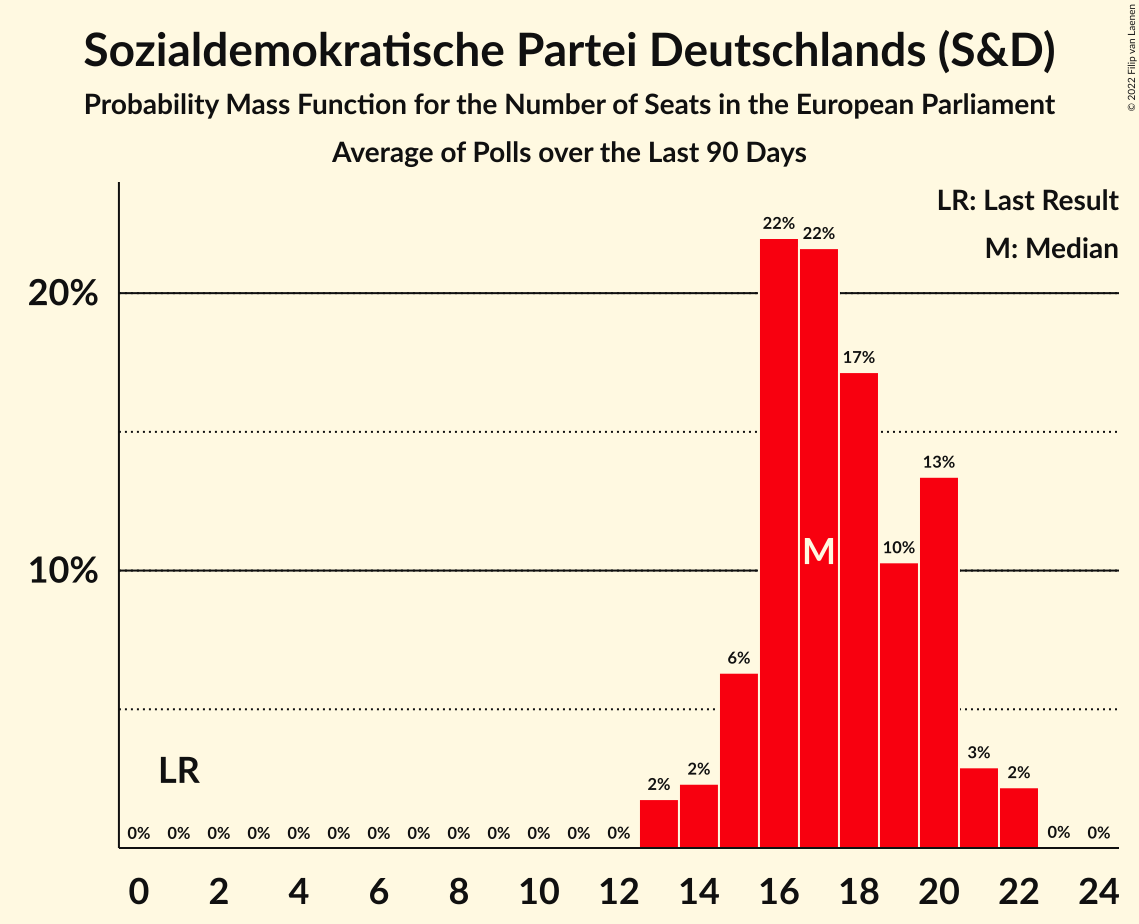 Sozialdemokratische Partei Deutschlands (S&D)
Probability Mass Function for the Number of Seats in the European Parliament
Average of Polls over the Last 90 Days
© 2022 Filip van Laenen
LR: Last Result
M: Median
20%
10%
22%
22%
17%
13%
10%
M
6%
LR
3%
2%
2%
2%
0% 0% 0% 0% 0% 0% 0% 0% 0% 0% 0% 0% 0% 0% 0%
0 2 4 6 8 10 12 14 16 18 20 22 24